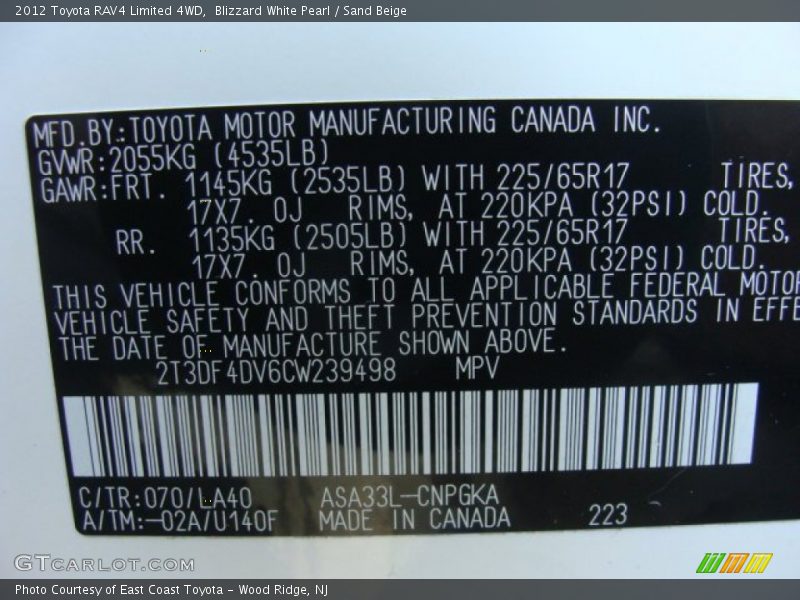 2012 Toyota RAV4 Limited 4WD,  Blizzard White Pearl / Sand Beige
MFD.BY:TOYOTA MOTOR MANUFACTURING CANADA INC.
GVWR:2055KG (4535LB)
GAWR:FRT. 1145KG (2535LB) WITH 225/65R17 TIRES,
17X7. 0J RIMS, AT 220KPA (32PSI) COLD.
RR. 1135KG (2505LB) WITH 225/65R17 TIRES,
17X7. 0J RIMS, AT 220KPA (32PSI) COLD.
THIS VEHICLE CONFORMS TO ALL APPLICABLE FEDERAL MOTOR
VEHICLE SAFETY AND THEFT PREVENTION STANDARDS IN EFFE
THE DATE OF MANUFACTURE SHOWN ABOVE.
2T3DF4DV6CW239498 MPV
C/TR:070/LA40 ASA33L-CNPGKA
A/TM:-02A/U140F MADE IN CANADA 223
GTCARLOT.COM
Photo Courtesy of East Coast Toyota - Wood Ridge, NJ